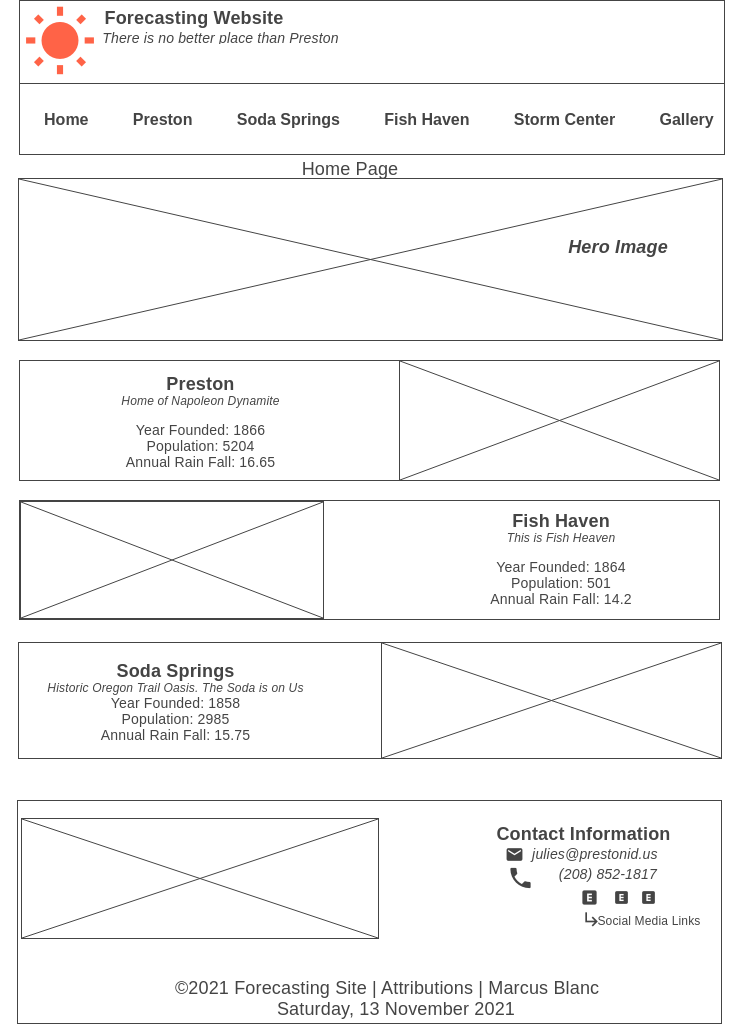 Forecasting Website
There is no better place than Preston
Home Preston Soda Springs Fish Haven Storm Center Gallery
Home Page
Hero Image
Preston
Home of Napoleon Dynamite
Year Founded: 1866
Population: 5204
Annual Rain Fall: 16.65
Fish Haven
This is Fish Heaven
Year Founded: 1864
Population: 501
Annual Rain Fall: 14.2
Soda Springs
Historic Oregon Trail Oasis. The Soda is on Us
Year Founded: 1858
Population: 2985
Annual Rain Fall: 15.75
Contact Information
julies@prestonid.us
(208) 852-1817
E E E
Social Media Links
©2021 Forecasting Site | Attributions | Marcus Blanc
Saturday, 13 November 2021